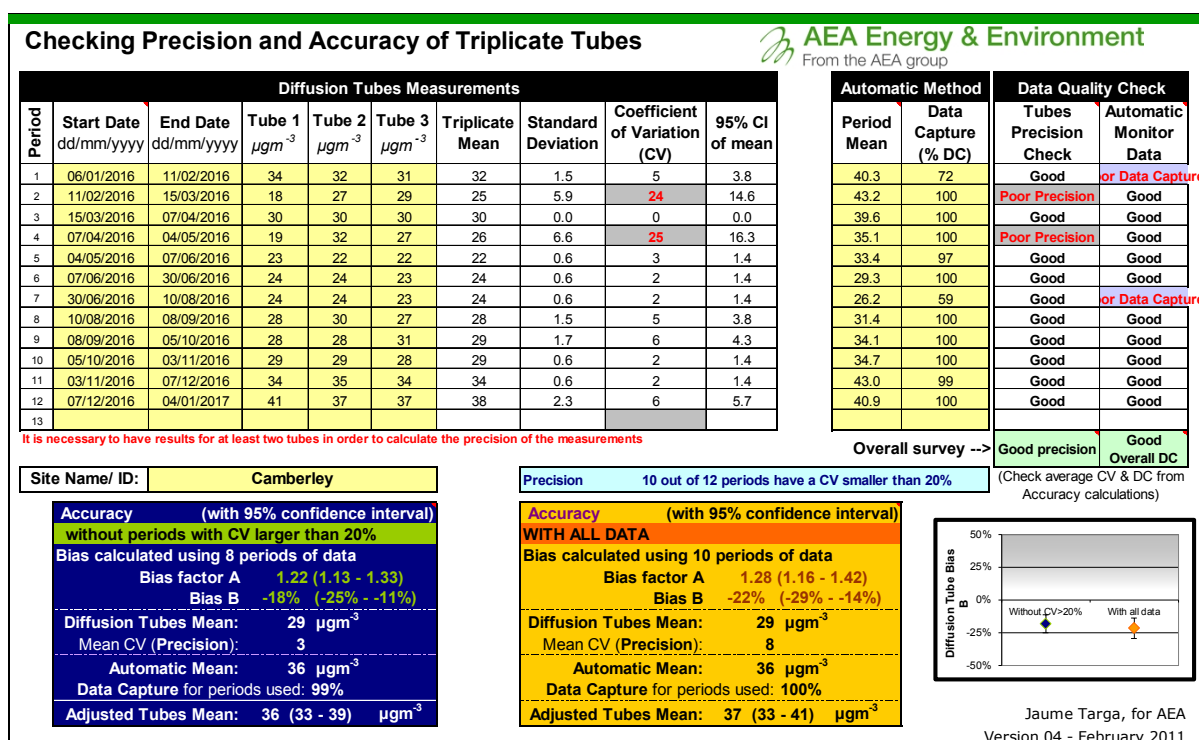 Checking Precision and Accuracy of Triplicate Tubes
AEA Energy & Environment
From the AEA group
Diffusion Tubes Measurements
Automatic Method
Data Quality Check
Period Start Date dd/mm/yyyy End Date dd/mm/yyyy Tube 1 µgm-3 Tube 2 µgm-3 Tube 3 µgm-3 Triplicate Mean Standard Deviation Coefficient of Variation (CV) 95% CI of mean Period Mean Data Capture (% DC) Tubes Precision Check Automatic Monitor Data
1 06/01/2016 11/02/2016 34 32 31 32 1.5 5 3.8 40.3 72 Good or Data Capture
2 11/02/2016 15/03/2016 18 27 29 25 5.9 24 14.6 43.2 100 Poor Precision Good
3 15/03/2016 07/04/2016 30 30 30 30 0.0 0 0.0 39.6 100 Good Good
4 07/04/2016 04/05/2016 19 32 27 26 6.6 25 16.3 35.1 100 Poor Precision Good
5 04/05/2016 07/06/2016 23 22 22 22 0.6 3 1.4 33.4 97 Good Good
6 07/06/2016 30/06/2016 24 24 23 24 0.6 2 1.4 29.3 100 Good Good
7 30/06/2016 10/08/2016 24 24 23 24 0.6 2 1.4 26.2 59 Good or Data Capture
8 10/08/2016 08/09/2016 28 30 27 28 1.5 5 3.8 31.4 100 Good Good
9 08/09/2016 05/10/2016 28 28 31 29 1.7 6 4.3 34.1 100 Good Good
10 05/10/2016 03/11/2016 29 29 28 29 0.6 2 1.4 34.7 100 Good Good
11 03/11/2016 07/12/2016 34 35 34 34 0.6 2 1.4 43.0 99 Good Good
12 07/12/2016 04/01/2017 41 37 37 38 2.3 6 5.7 40.9 100 Good Good
13
It is necessary to have results for at least two tubes in order to calculate the precision of the measurements
Overall survey --> Good precision Good Overall DC
Site Name/ ID: Camberley
Precision 10 out of 12 periods have a CV smaller than 20%
(Check average CV & DC from
Accuracy calculations)
Accuracy (with 95% confidence interval)
without periods with CV larger than 20%
Bias calculated using 8 periods of data
Bias factor A 1.22 (1.13 - 1.33)
Bias B -18% (-25% - -11%)
Diffusion Tubes Mean: 29 µgm-3
Mean CV (Precision): 3
Automatic Mean: 36 µgm-3
Data Capture for periods used: 99%
Adjusted Tubes Mean: 36 (33 - 39) µgm-3
Accuracy (with 95% confidence interval)
WITH ALL DATA
Bias calculated using 10 periods of data
Bias factor A 1.28 (1.16 - 1.42)
Bias B -22% (-29% - -14%)
Diffusion Tubes Mean: 29 µgm-3
Mean CV (Precision): 8
Automatic Mean: 36 µgm-3
Data Capture for periods used: 100%
Adjusted Tubes Mean: 37 (33 - 41) µgm-3
Diffusion Tube Bias
B
50%
25%
0%
-25%
-50%
Without CV>20% With all data
Jaume Targa, for AEA
Version 04 - February 2011